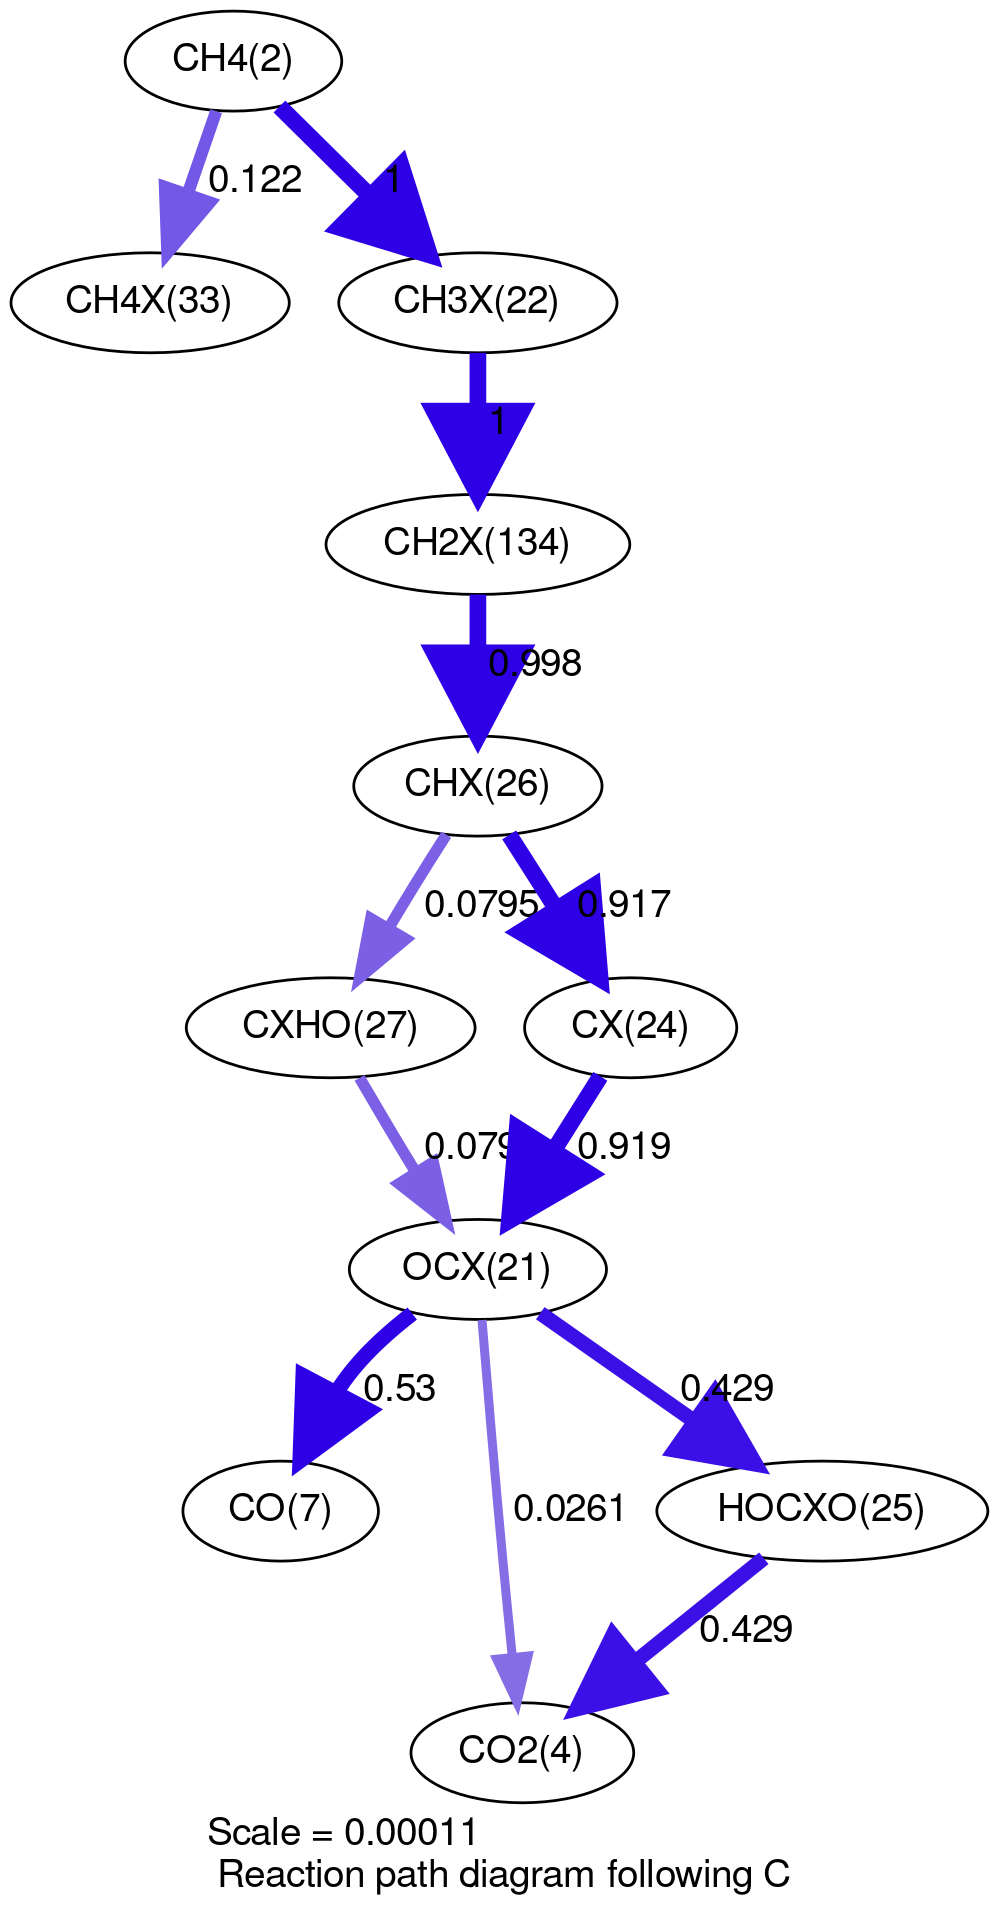 CH4(2)
0.122
1
CH4X(33)
CH3X(22)
1
CH2X(134)
0.998
CHX(26)
0.0795
0.917
CXHO(27)
CX(24)
0.919
OCX(21)
0.53
0.429
CO(7)
0.0261
HOCXO(25)
0.429
CO2(4)
Scale = 0.00011
Reaction path diagram following C